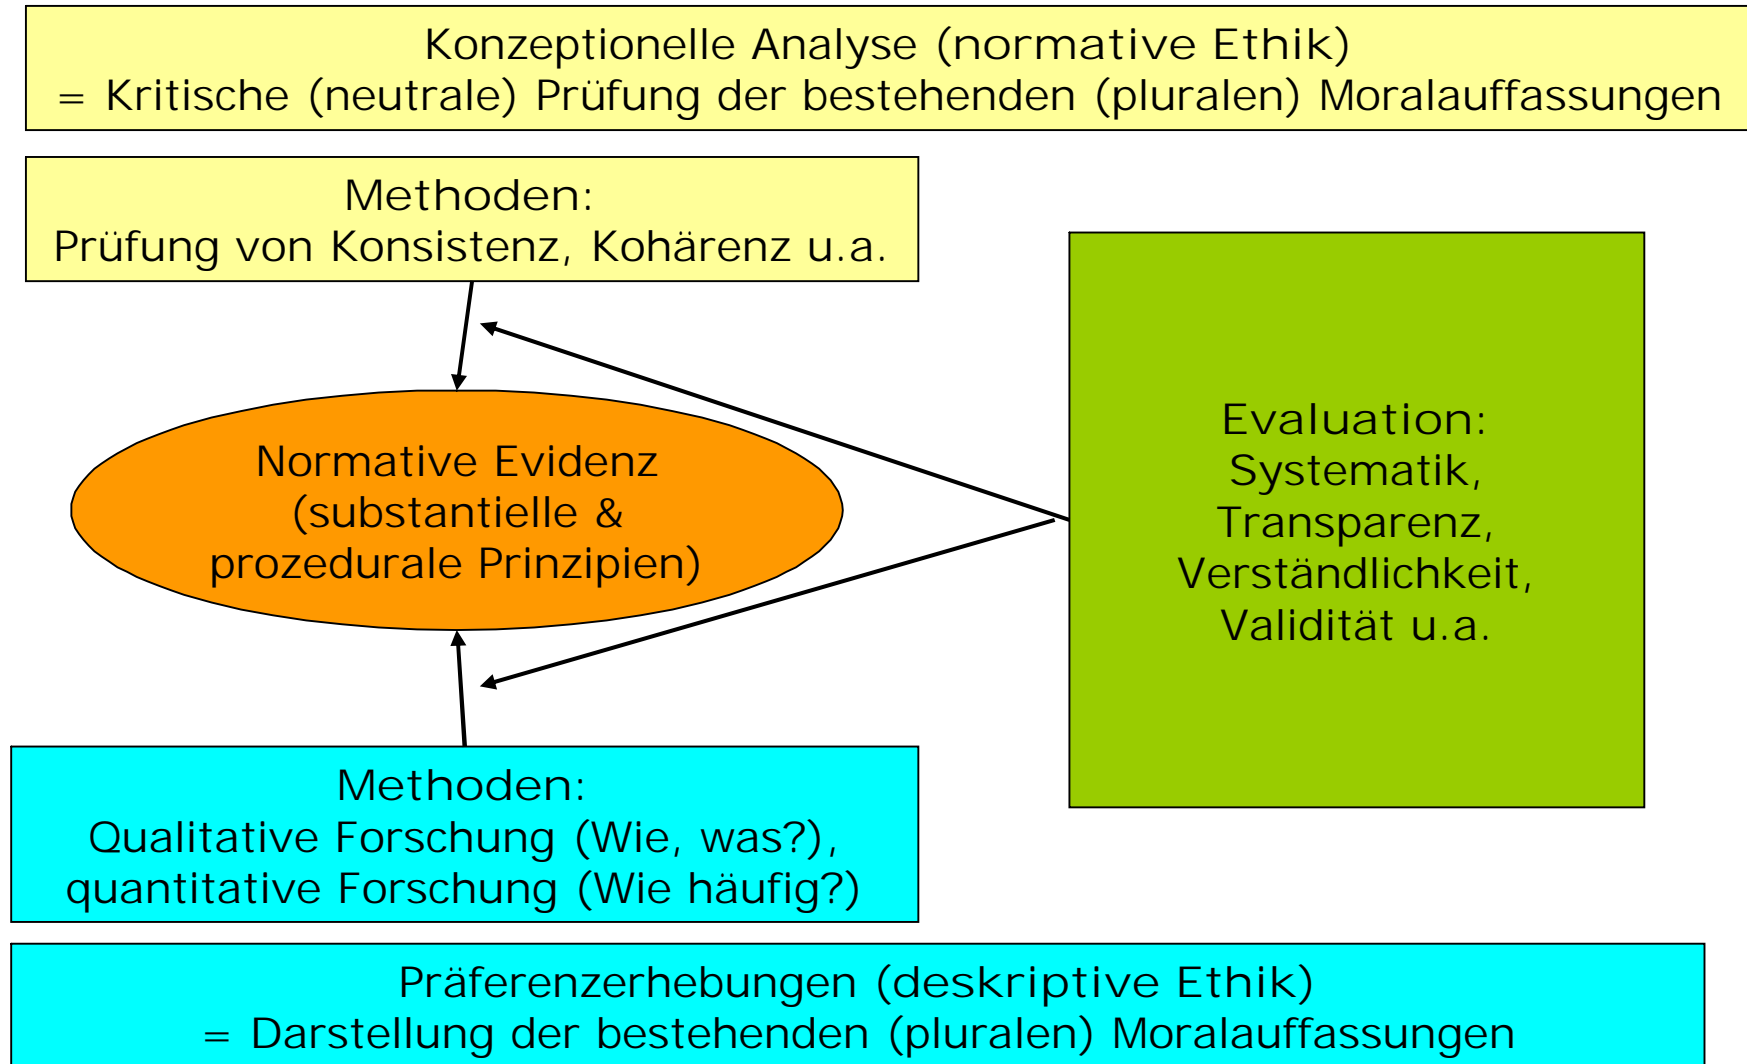 Konzeptionelle Analyse (normative Ethik)
= Kritische (neutrale) Prüfung der bestehenden (pluralen) Moralauffassungen
Methoden:
Prüfung von Konsistenz, Kohärenz u.a.
Normative Evidenz
(substantielle &
prozedurale Prinzipien)
Evaluation:
Systematik,
Transparenz,
Verständlichkeit,
Validität u.a.
Methoden:
Qualitative Forschung (Wie, was?),
quantitative Forschung (Wie häufig?)
Präferenzerhebungen (deskriptive Ethik)
= Darstellung der bestehenden (pluralen) Moralauffassungen